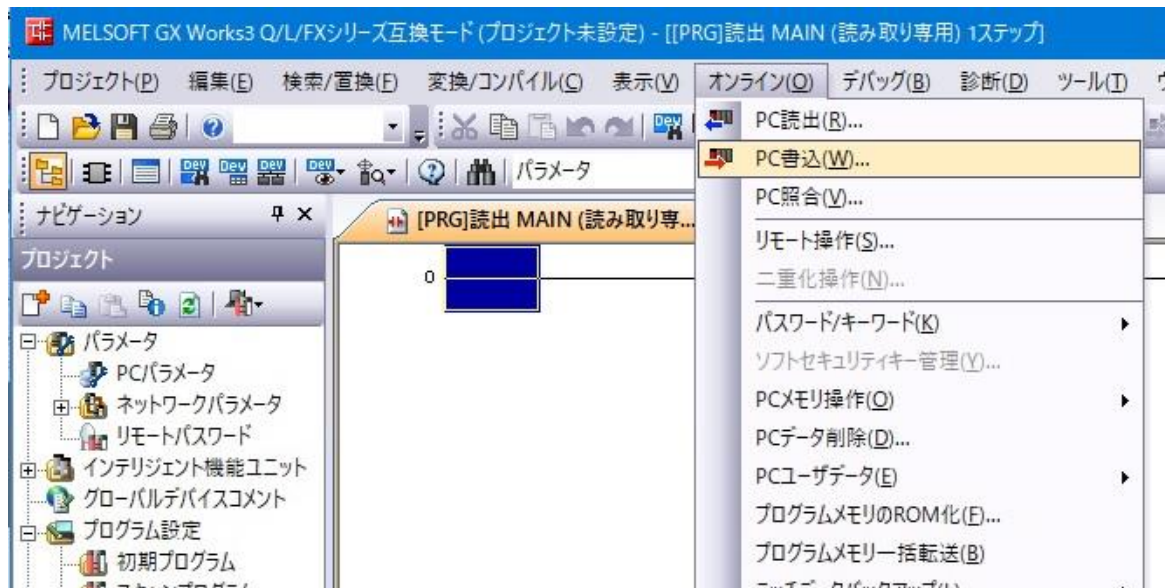 MELSOFT GX Works3 Q/L/FXシリーズ互換モード (プロジェクト未設定) - [[PRG]読出 MAIN (読み取り専用) 1ステップ]
プロジェクト(P) 編集(E) 検索/置換(F) 変換/コンパイル(C) 表示(V) オンライン(O) デバッグ(B) 診断(D) ツール(T)
パラメータ
ナビゲーション
[PRG]読出 MAIN (読み取り専...
プロジェクト
0
パラメータ
PCパラメータ
ネットワークパラメータ
リモートパスワード
インテリジェント機能ユニット
グローバルデバイスコメント
プログラム設定
初期プログラム
PC読出(R)...
PC書込(W)...
PC照合(V)...
リモート操作(S)...
二重化操作(N)...
パスワード/キーワード(K)
ソフトセキュリティキー管理(Y)...
PCメモリ操作(O)
PCデータ削除(D)...
PCユーザデータ(E)
プログラムメモリのROM化(F)...
プログラムメモリ一括転送(B)